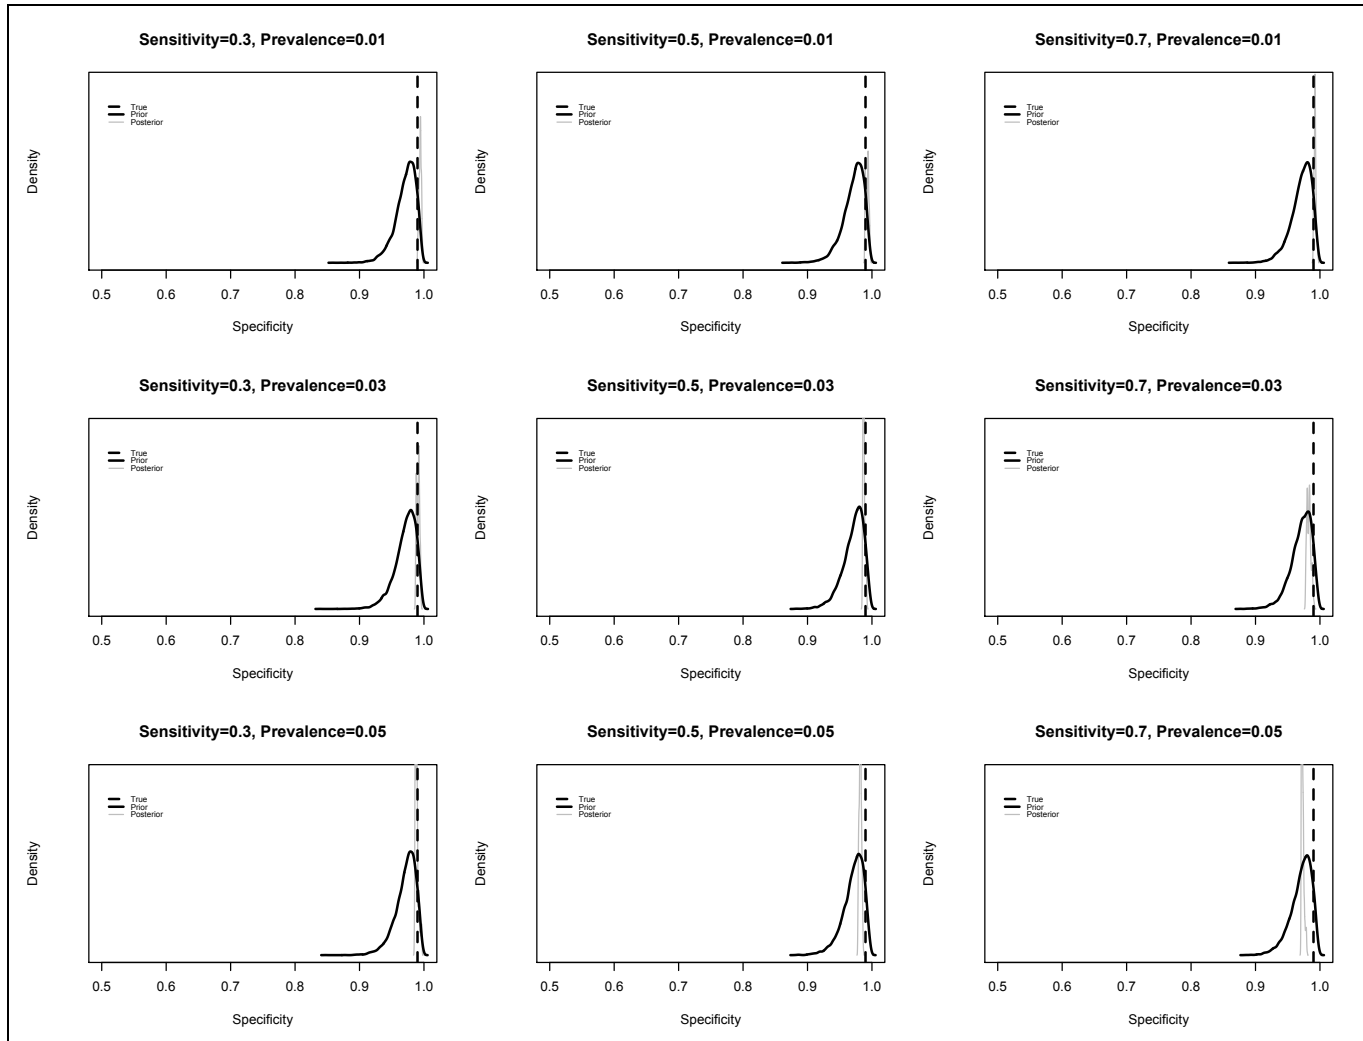 Sensitivity=0.3, Prevalence=0.01
Density
True
Prior
Posterior
0.5 0.6 0.7 0.8 0.9 1.0
Specificity
Sensitivity=0.5, Prevalence=0.01
Density
True
Prior
Posterior
0.5 0.6 0.7 0.8 0.9 1.0
Specificity
Sensitivity=0.7, Prevalence=0.01
Density
True
Prior
Posterior
0.5 0.6 0.7 0.8 0.9 1.0
Specificity
Sensitivity=0.3, Prevalence=0.03
Density
True
Prior
Posterior
0.5 0.6 0.7 0.8 0.9 1.0
Specificity
Sensitivity=0.5, Prevalence=0.03
Density
True
Prior
Posterior
0.5 0.6 0.7 0.8 0.9 1.0
Specificity
Sensitivity=0.7, Prevalence=0.03
Density
True
Prior
Posterior
0.5 0.6 0.7 0.8 0.9 1.0
Specificity
Sensitivity=0.3, Prevalence=0.05
Density
True
Prior
Posterior
0.5 0.6 0.7 0.8 0.9 1.0
Specificity
Sensitivity=0.5, Prevalence=0.05
Density
True
Prior
Posterior
0.5 0.6 0.7 0.8 0.9 1.0
Specificity
Sensitivity=0.7, Prevalence=0.05
Density
True
Prior
Posterior
0.5 0.6 0.7 0.8 0.9 1.0
Specificity